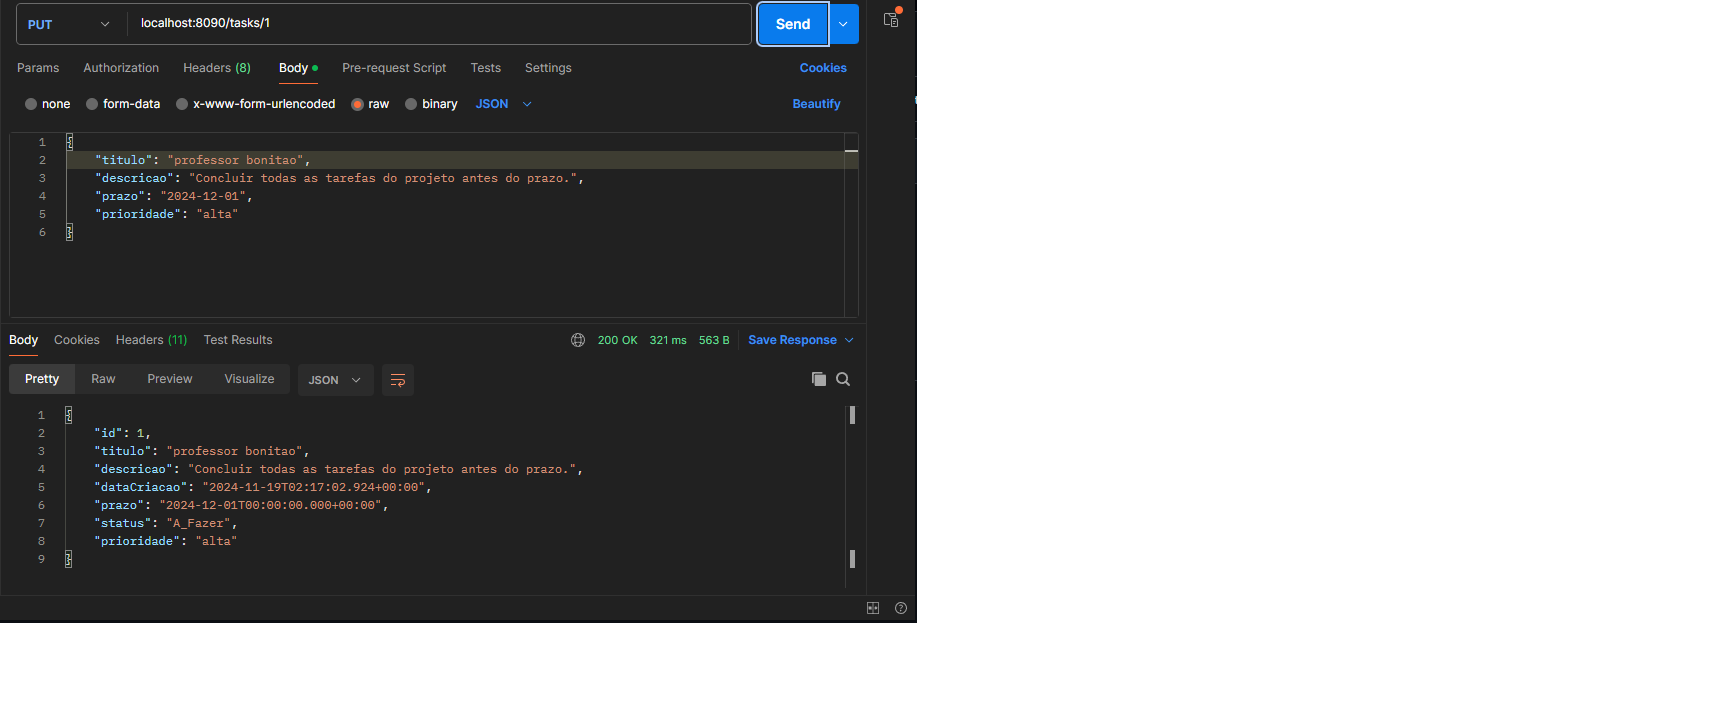 PUT localhost:8090/tasks/1 Send
Params Authorization Headers (8) Body Pre-request Script Tests Settings Cookies
none form-data x-www-form-urlencoded raw binary JSON Beautify
1 {
2 "titulo": "professor bonitao",
3 "descricao": "Concluir todas as tarefas do projeto antes do prazo.",
4 "prazo": "2024-12-01",
5 "prioridade": "alta"
6 }
Body Cookies Headers (11) Test Results 200 OK 321 ms 563 B Save Response
Pretty Raw Preview Visualize JSON
1 {
2 "id": 1,
3 "titulo": "professor bonitao",
4 "descricao": "Concluir todas as tarefas do projeto antes do prazo.",
5 "dataCriacao": "2024-11-19T02:17:02.924+00:00",
6 "prazo": "2024-12-01T00:00:00.000+00:00",
7 "status": "A_Fazer",
8 "prioridade": "alta"
9 }